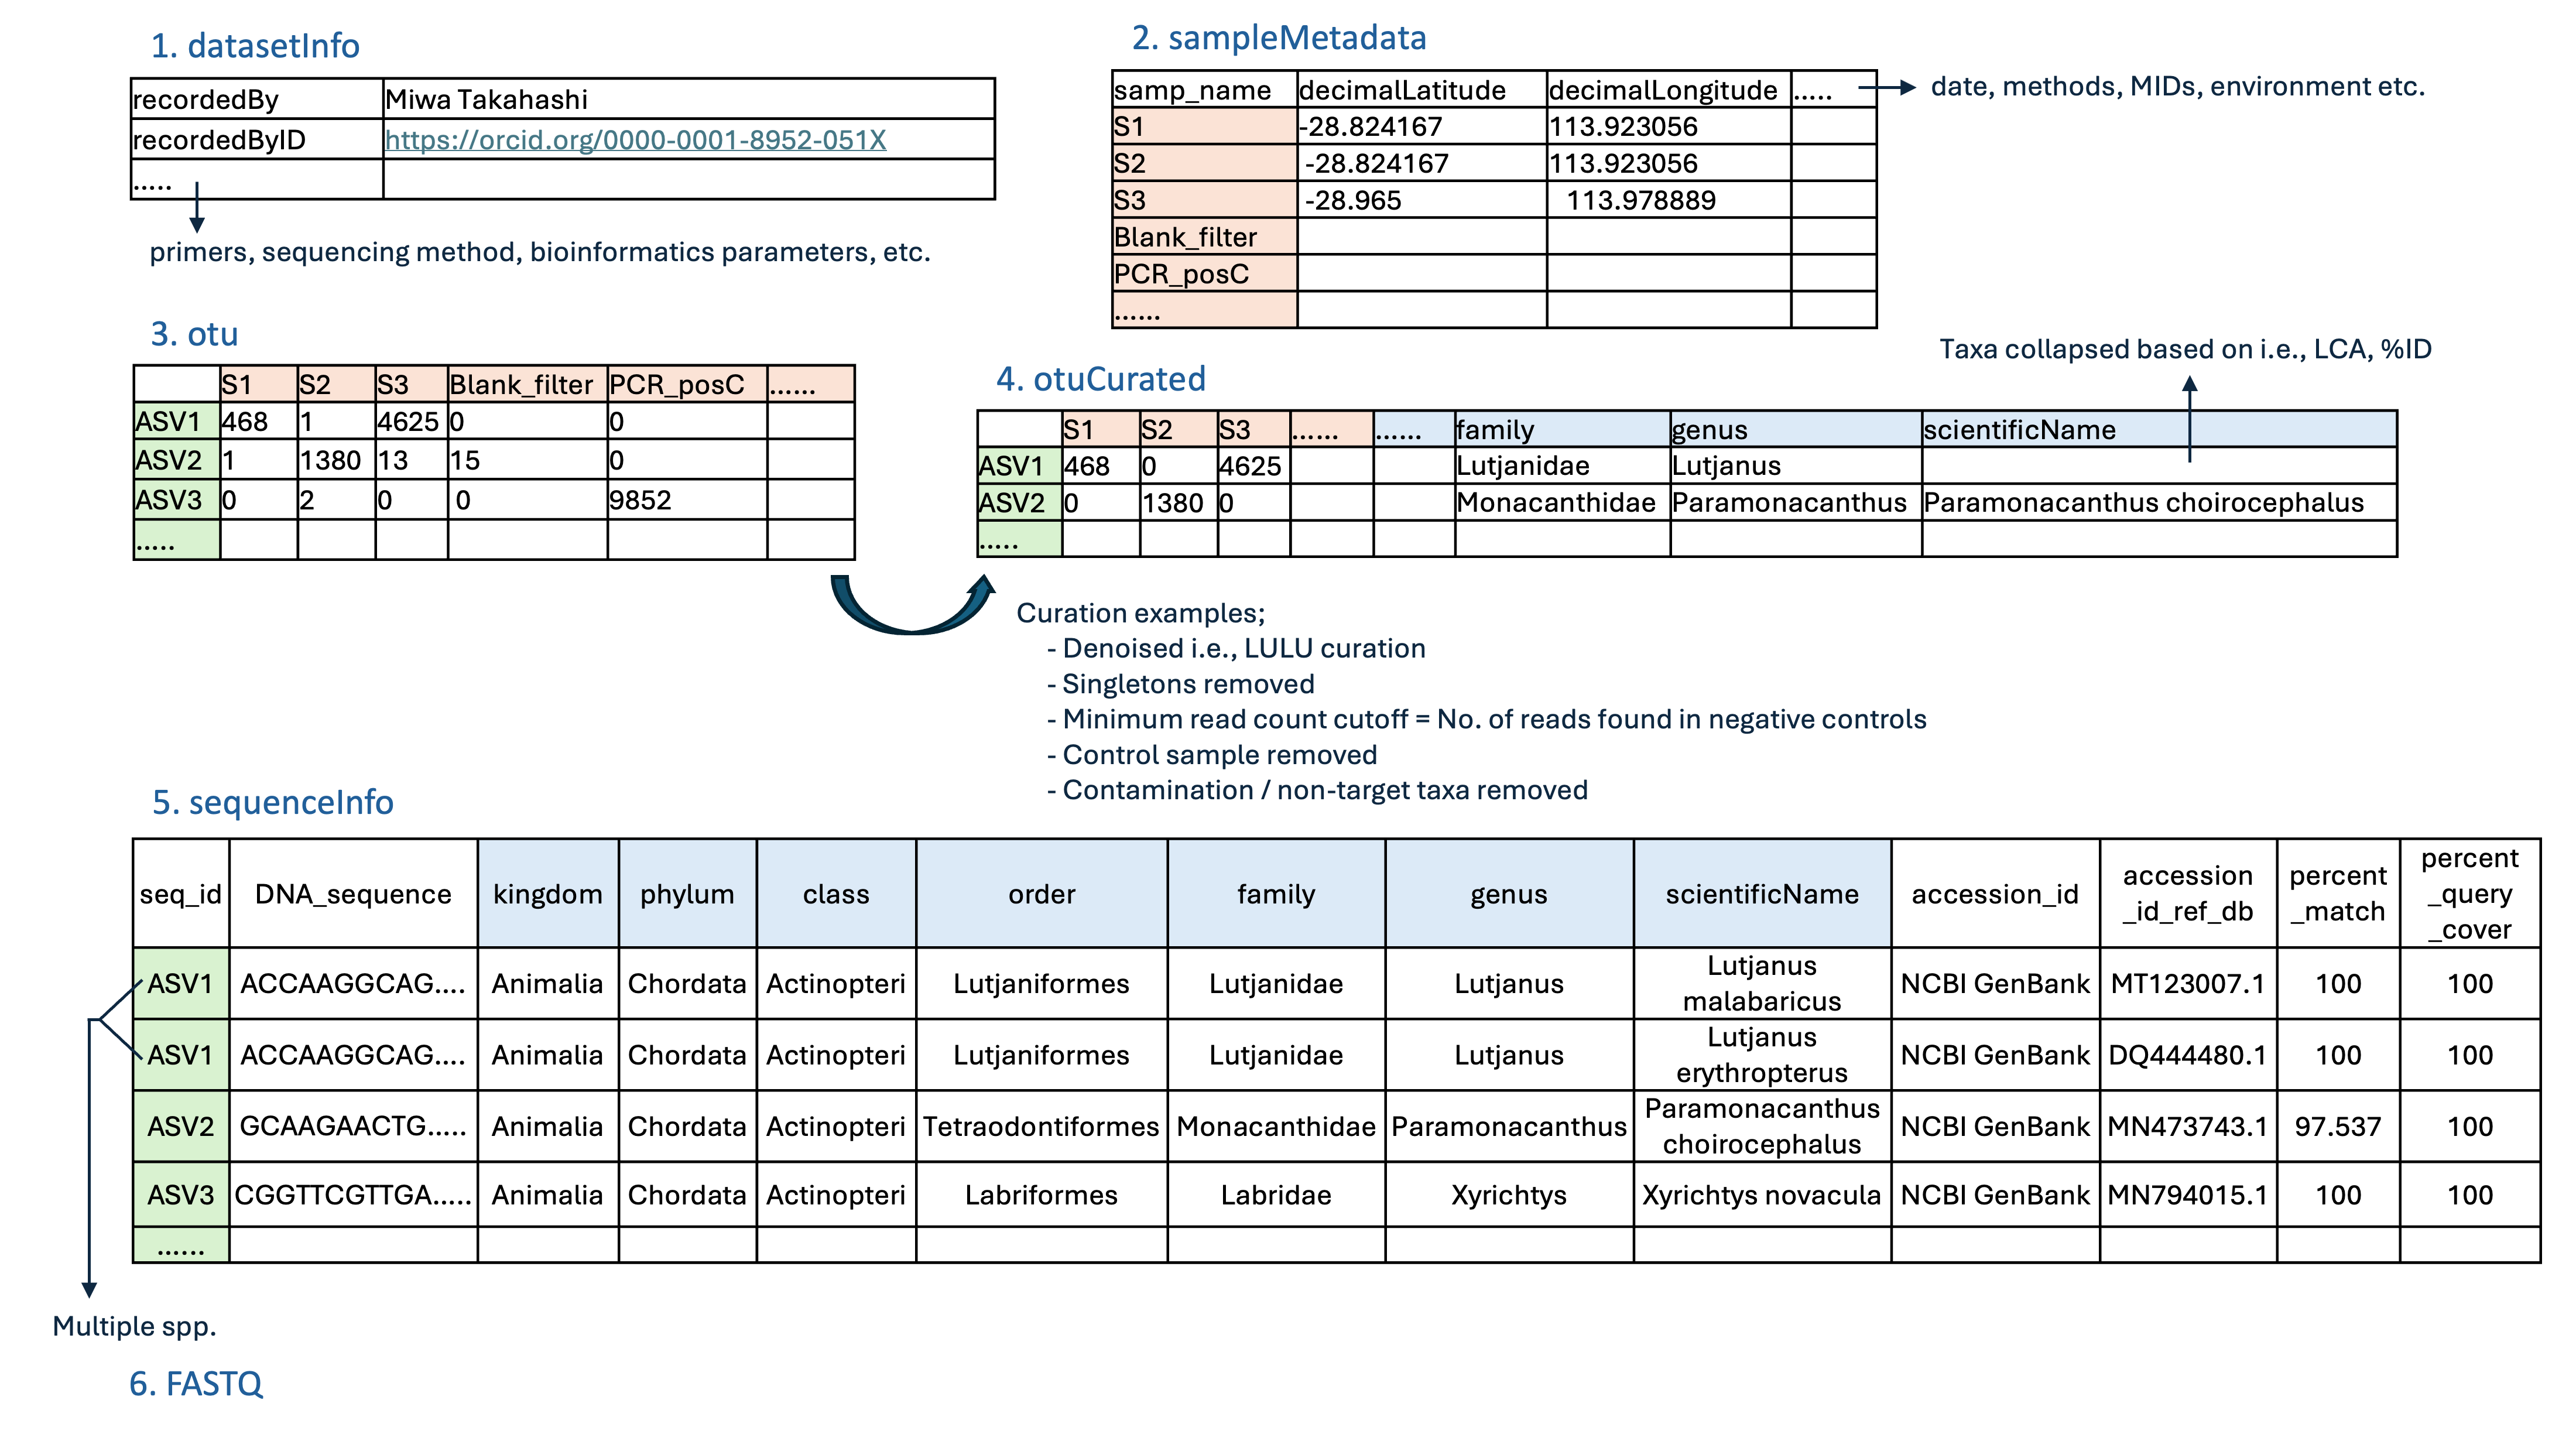 1. datasetInfo
recordedBy Miwa Takahashi
recordedByID https://orcid.org/0000-0001-8952-051X
.....
primers, sequencing method, bioinformatics parameters, etc.
2. sampleMetadata
samp_name decimalLatitude decimalLongitude ..... date, methods, MIDs, environment etc.
S1 -28.824167 113.923056
S2 -28.824167 113.923056
S3 -28.965 113.978889
Blank_filter
PCR_posC
......
3. otu
S1 S2 S3 Blank_filter PCR_posC ......
ASV1 468 1 4625 0 0
ASV2 1 1380 13 15 0
ASV3 0 2 0 0 9852
.....
Taxa collapsed based on i.e., LCA, %ID
4. otuCurated
S1 S2 S3 ...... ...... family genus scientificName
ASV1 468 0 4625 Lutjanidae Lutjanus
ASV2 0 1380 0 Monacanthidae Paramonacanthus Paramonacanthus choirocephalus
.....
Curation examples;
- Denoised i.e., LULU curation
- Singletons removed
- Minimum read count cutoff = No. of reads found in negative controls
- Control sample removed
- Contamination / non-target taxa removed
5. sequenceInfo
seq_id DNA_sequence kingdom phylum class order family genus scientificName accession_id accession _id_ref_db percent _match percent _query _cover
ASV1 ACCAAGGCAG.... Animalia Chordata Actinopteri Lutjaniformes Lutjanidae Lutjanus Lutjanus malabaricus NCBI GenBank MT123007.1 100 100
ASV1 ACCAAGGCAG.... Animalia Chordata Actinopteri Lutjaniformes Lutjanidae Lutjanus Lutjanus erythropterus NCBI GenBank DQ444480.1 100 100
ASV2 GCAAGAACTG..... Animalia Chordata Actinopteri Tetraodontiformes Monacanthidae Paramonacanthus Paramonacanthus choirocephalus NCBI GenBank MN473743.1 97.537 100
ASV3 CGGTTCGTTGA..... Animalia Chordata Actinopteri Labriformes Labridae Xyrichtys Xyrichtys novacula NCBI GenBank MN794015.1 100 100
......
Multiple spp.
6. FASTQ